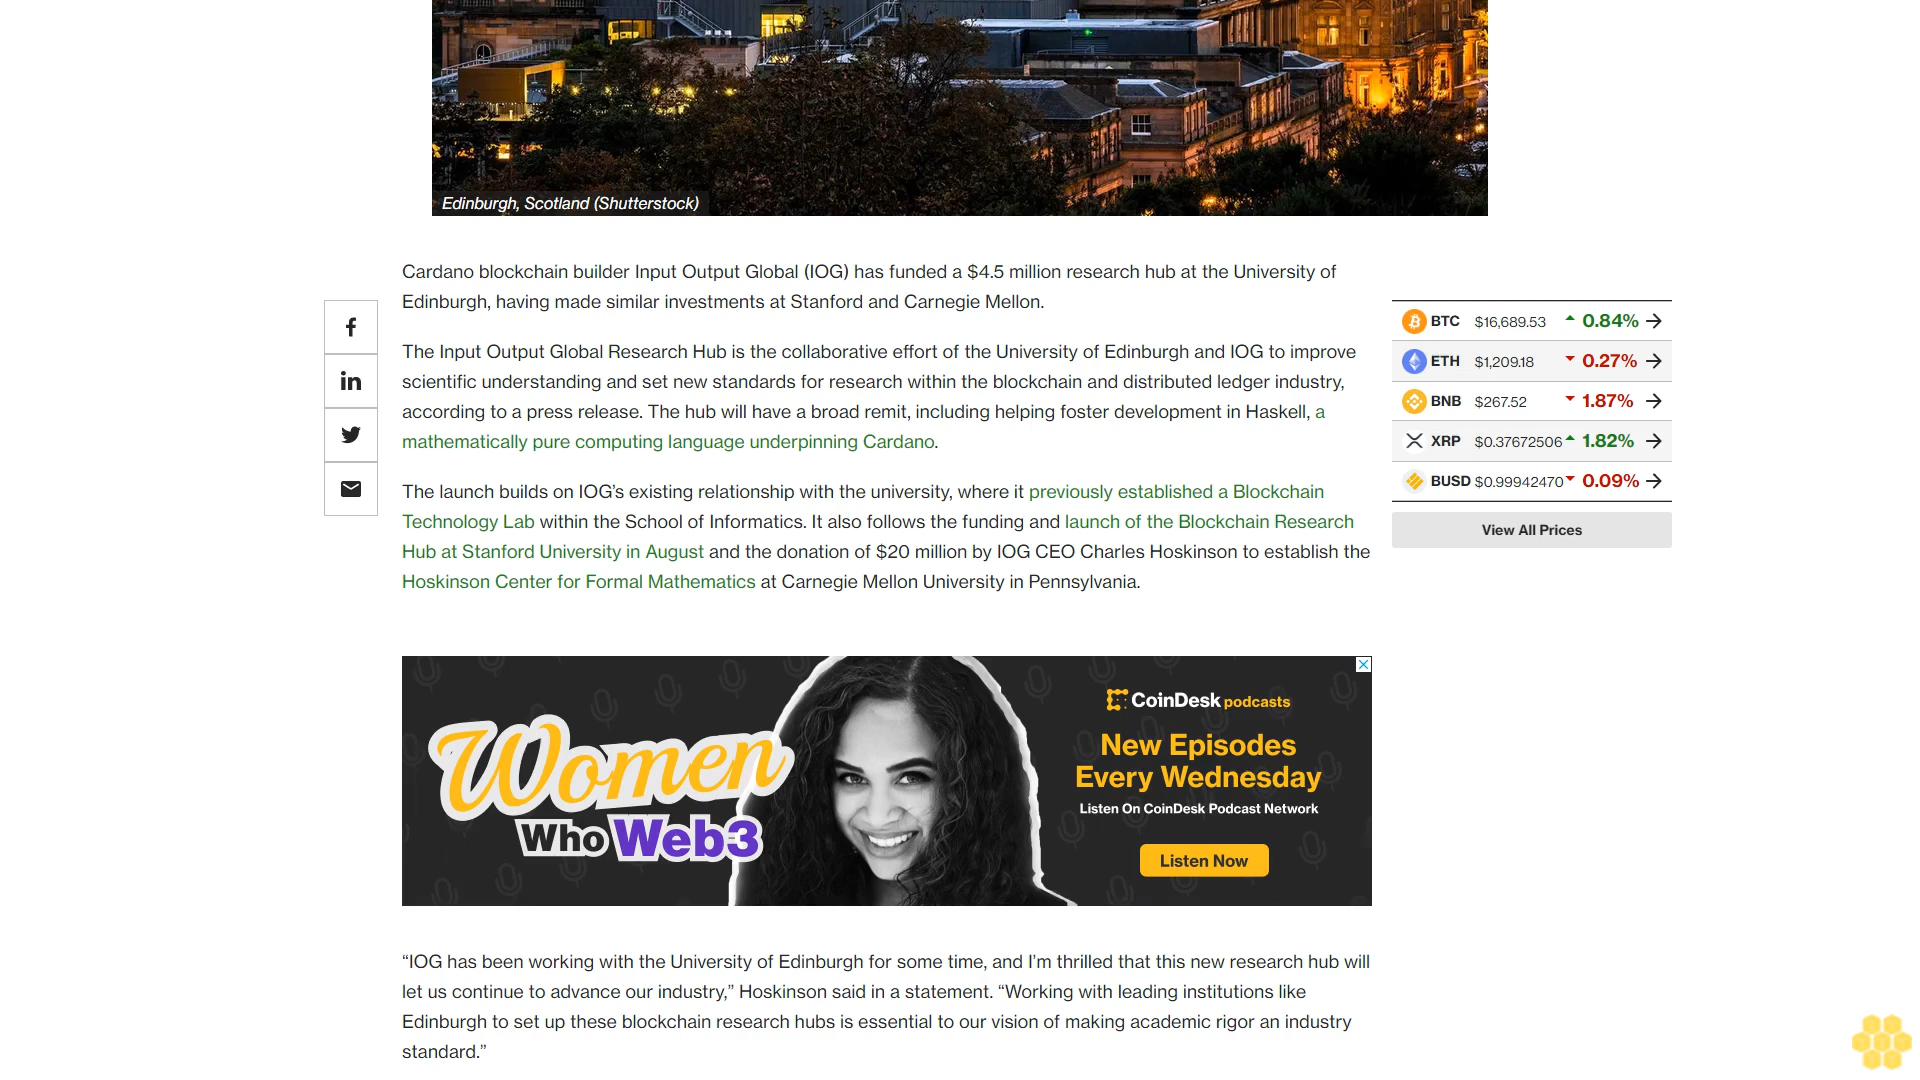 Edinburgh, Scotland (Shutterstock)
Cardano blockchain builder Input Output Global (IOG) has funded a $4.5 million research hub at the University of
Edinburgh, having made similar investments at Stanford and Carnegie Mellon.
The Input Output Global Research Hub is the collaborative effort of the University of Edinburgh and IOG to improve
scientific understanding and set new standards for research within the blockchain and distributed ledger industry,
according to a press release. The hub will have a broad remit, including helping foster development in Haskell, a
mathematically pure computing language underpinning Cardano.
The launch builds on IOG’s existing relationship with the university, where it previously established a Blockchain
Technology Lab within the School of Informatics. It also follows the funding and launch of the Blockchain Research
Hub at Stanford University in August and the donation of $20 million by IOG CEO Charles Hoskinson to establish the
Hoskinson Center for Formal Mathematics at Carnegie Mellon University in Pennsylvania.
BTC $16,689.53 0.84%
ETH $1,209.18 0.27%
BNB $267.52 1.87%
XRP $0.37672506 1.82%
BUSD $0.99942470 0.09%
View All Prices
Women
Who Web3
CoinDesk podcasts
New Episodes
Every Wednesday
Listen On CoinDesk Podcast Network
Listen Now
“IOG has been working with the University of Edinburgh for some time, and I’m thrilled that this new research hub will
let us continue to advance our industry,” Hoskinson said in a statement. “Working with leading institutions like
Edinburgh to set up these blockchain research hubs is essential to our vision of making academic rigor an industry
standard.”